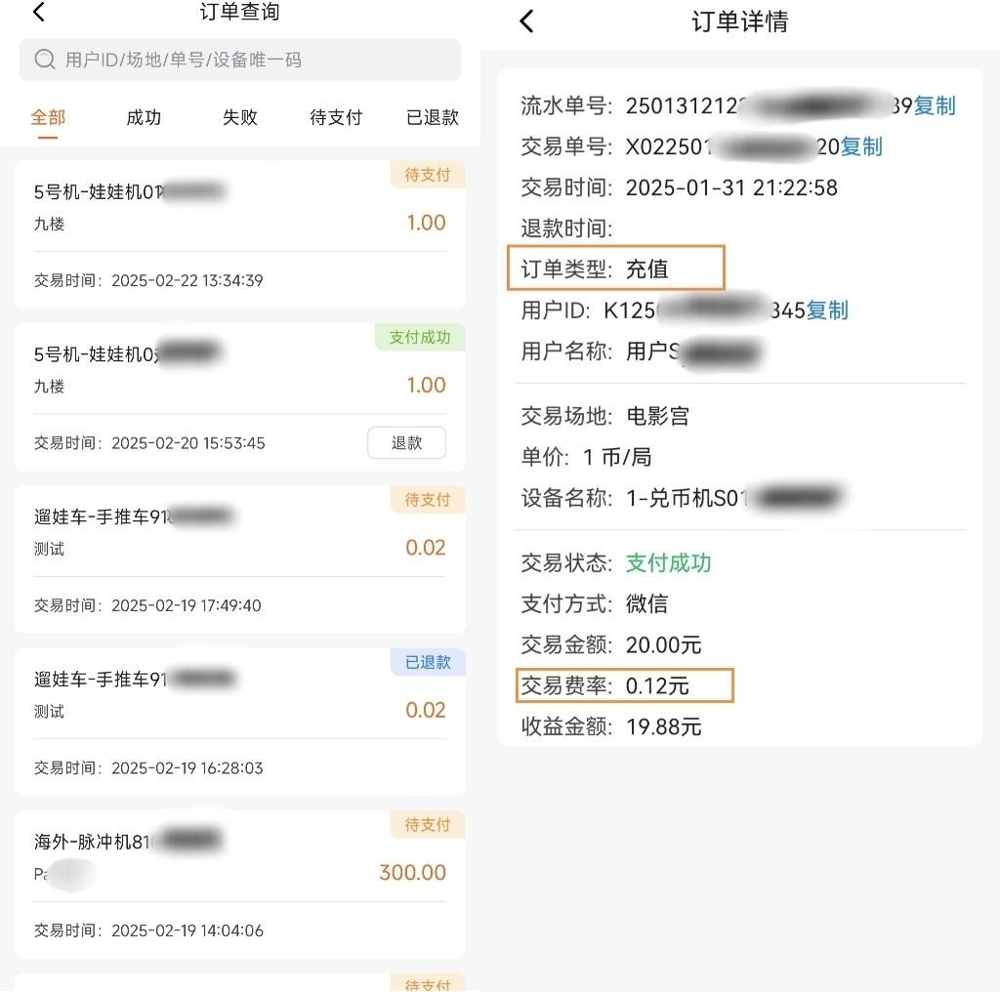 订单查询
用户ID/场地/单号/设备唯一码
全部 成功 失败 待支付 已退款
待支付
5号机-娃娃机01
九楼
1.00
交易时间：2025-02-22 13:34:39
支付成功
5号机-娃娃机0
九楼
1.00
交易时间：2025-02-20 15:53:45
退款
待支付
遛娃车-手推车91
测试
0.02
交易时间：2025-02-19 17:49:40
已退款
遛娃车-手推车91
测试
0.02
交易时间：2025-02-19 16:28:03
待支付
海外-脉冲机81
Pa
300.00
交易时间：2025-02-19 14:04:06
待支付
订单详情
流水单号: 2501312122 39复制
交易单号: X022501 20复制
交易时间: 2025-01-31 21:22:58
退款时间:
订单类型: 充值
用户ID: K125 345复制
用户名称: 用户S
交易场地: 电影宫
单价: 1 币/局
设备名称: 1-兑币机S01
交易状态: 支付成功
支付方式: 微信
交易金额: 20.00元
交易费率: 0.12元
收益金额: 19.88元